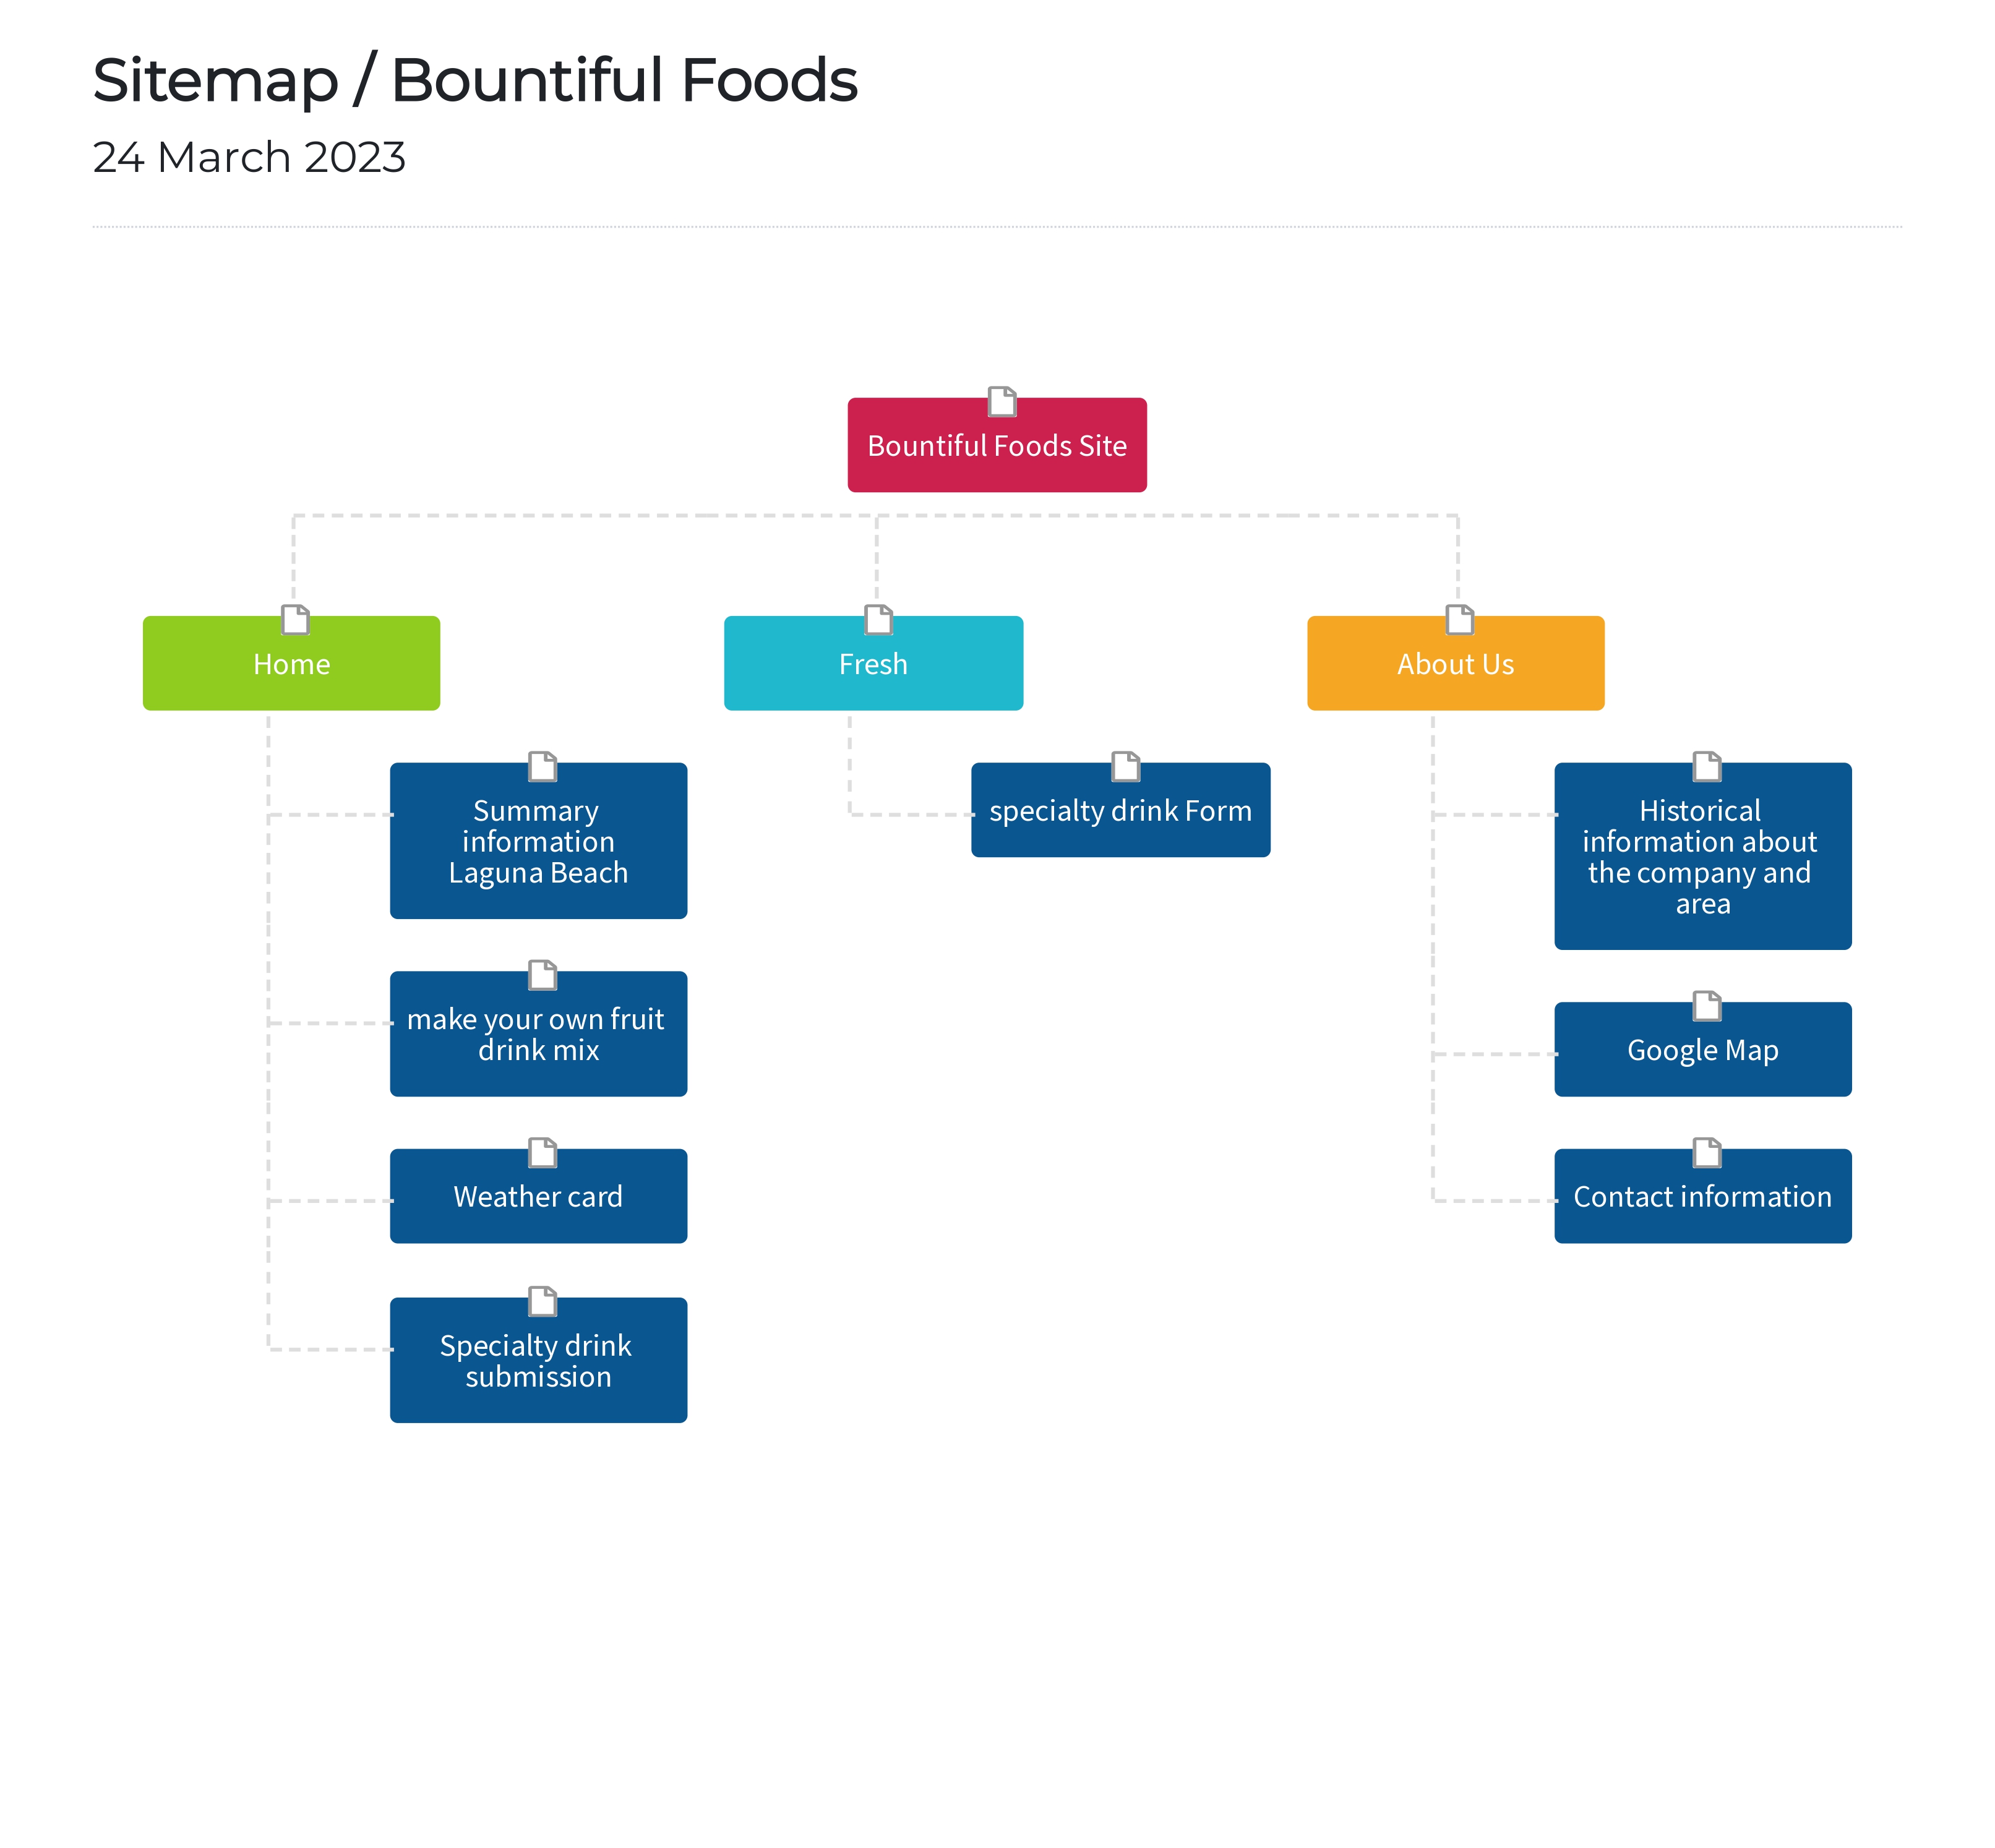 Sitemap / Bountiful Foods
24 March 2023
Bountiful Foods Site
Home
Fresh
About Us
Summary
information
Laguna Beach
make your own fruit
drink mix
Weather card
Specialty drink
submission
specialty drink Form
Historical
information about
the company and
area
Google Map
Contact information